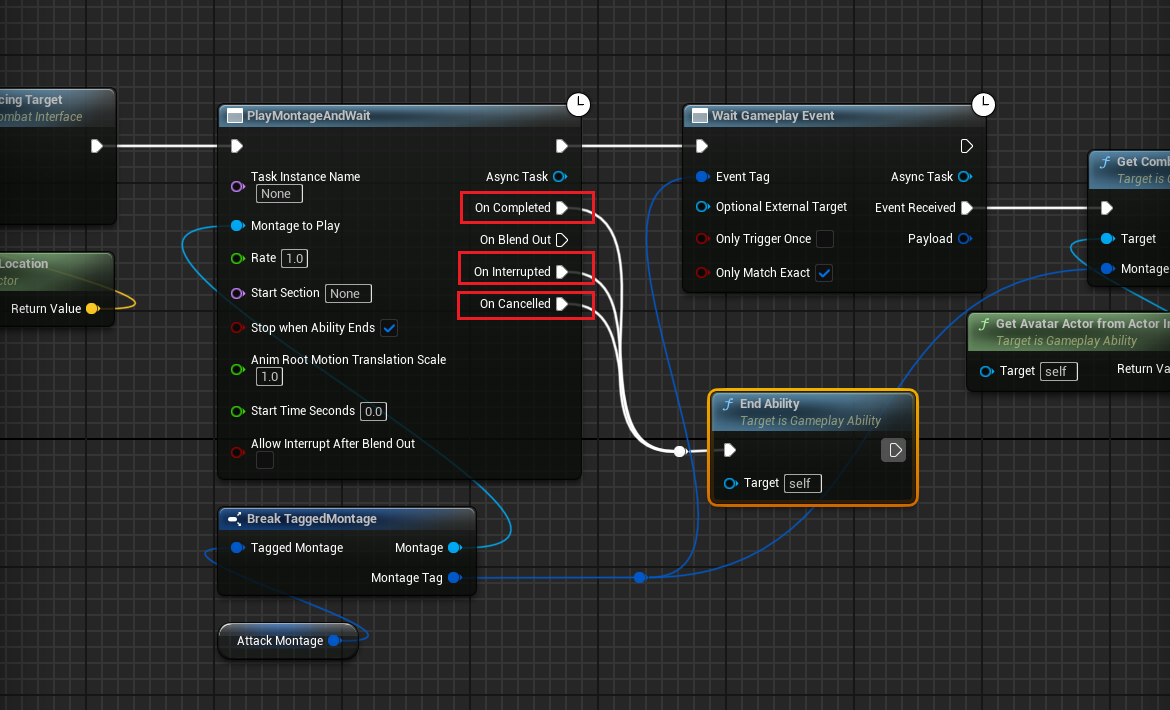 cing Target
ombat Interface
PlayMontageAndWait
Task Instance Name
None
Montage to Play
Rate 1.0
Start Section None
Stop when Ability Ends
Anim Root Motion Translation Scale
1.0
Start Time Seconds 0.0
Allow Interrupt After Blend Out
Async Task
On Completed
On Blend Out
On Interrupted
On Cancelled
Wait Gameplay Event
Event Tag
Optional External Target
Only Trigger Once
Only Match Exact
Async Task
Event Received
Payload
f Get Comb
Target is G
Target
Montage
Location
ctor
Return Value
f Get Avatar Actor from Actor In
Target is Gameplay Ability
Target self
Return Va
f End Ability
Target is Gameplay Ability
Target self
Break TaggedMontage
Tagged Montage
Montage
Montage Tag
Attack Montage